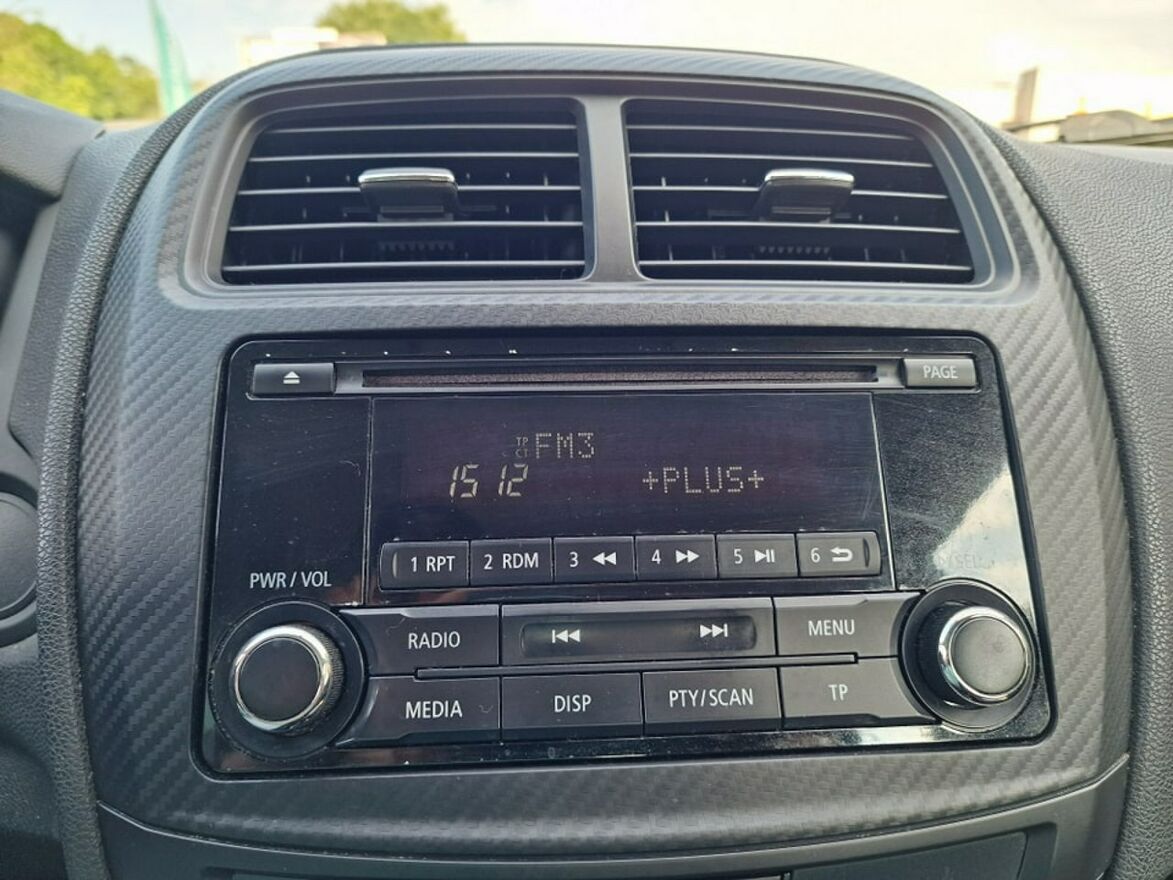 PAGE
TP
CT FM3
15 12 +PLUS+
1 RPT 2 RDM 3 4 5 6
PWR / VOL
RADIO MENU
MEDIA DISP PTY/SCAN TP